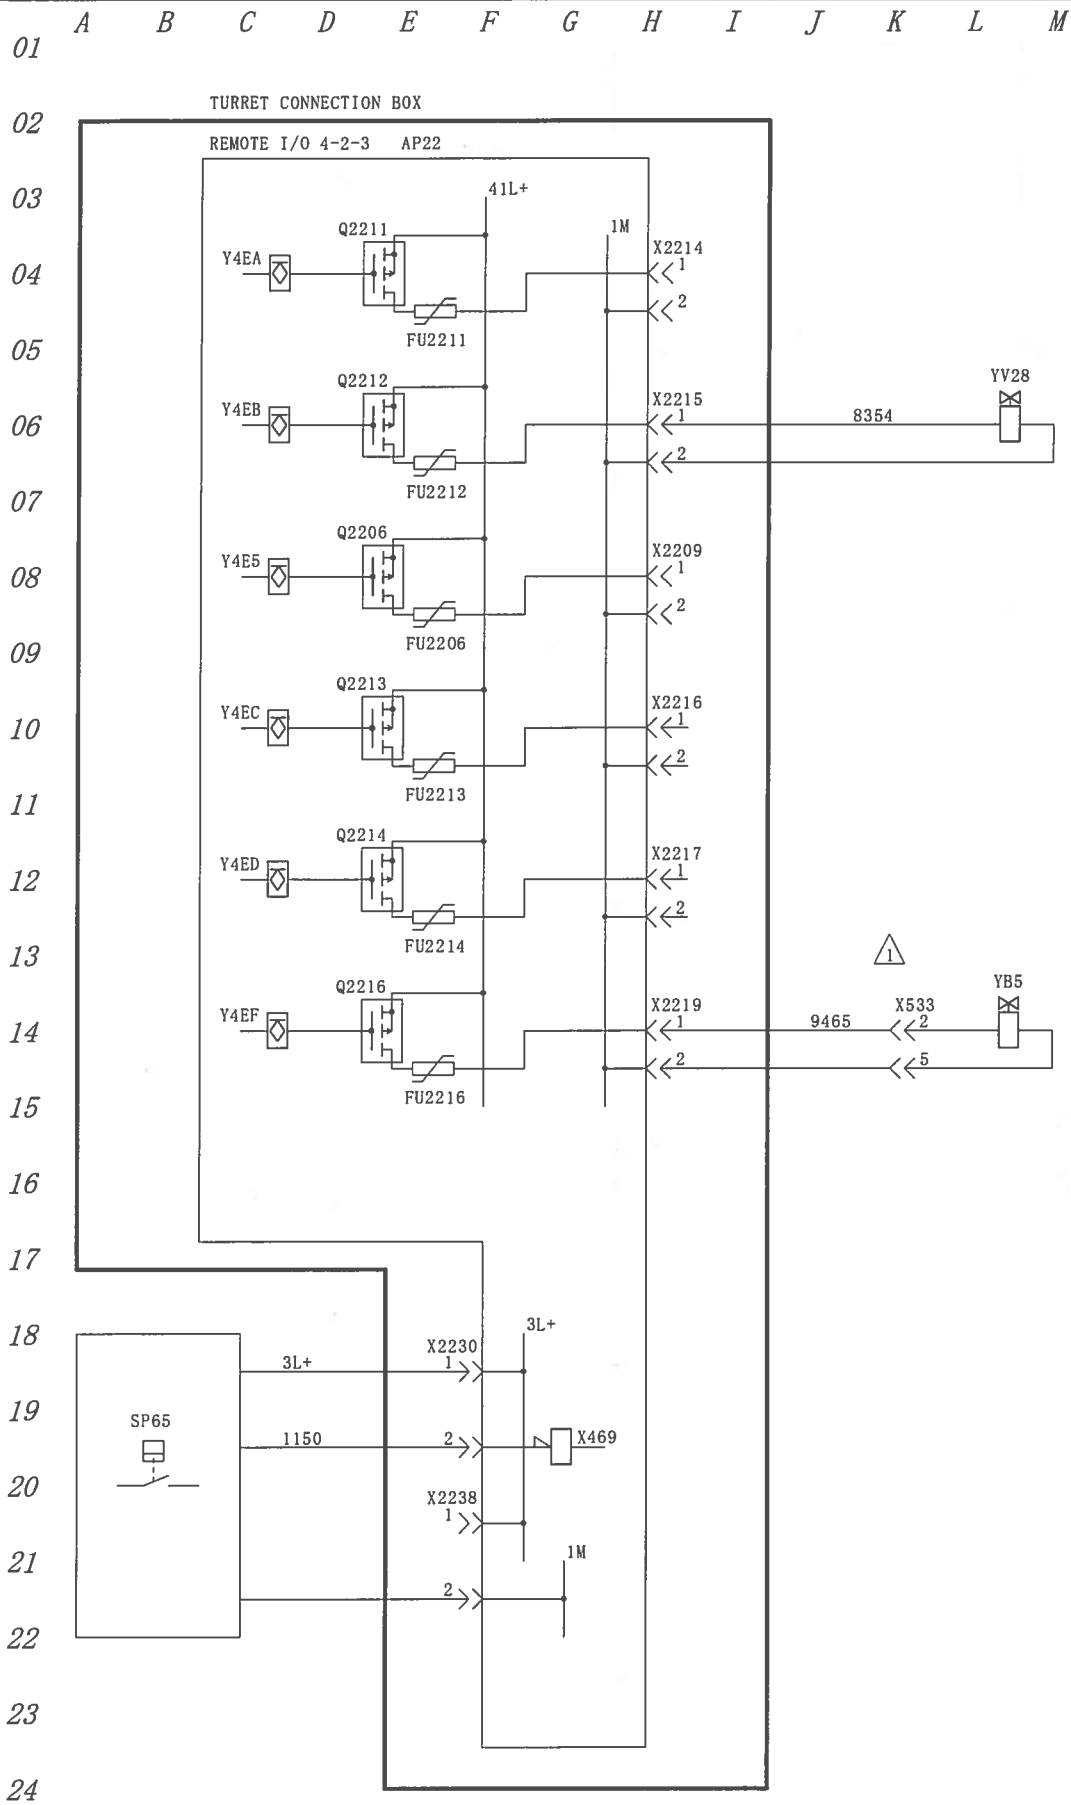 A B C D E F G H I J K L M
01
TURRET CONNECTION BOX
02
REMOTE I/O 4-2-3 AP22
03
41L+
1M
Q2211
X2214
Y4EA
1
04
2
FU2211
05
YV28
Q2212
X2215
Y4EB
1
8354
06
2
FU2212
07
Q2206
X2209
Y4E5
1
08
2
FU2206
09
Q2213
X2216
Y4EC
1
10
2
FU2213
11
Q2214
X2217
Y4ED
1
12
2
FU2214
13
1
YB5
Q2216
X2219
X533
Y4EF
1
9465
2
14
2
5
FU2216
15
16
17
18
3L+
X2230
3L+
1
19
SP65
1150
2
X469
20
X2238
1
21
1M
2
22
23
24